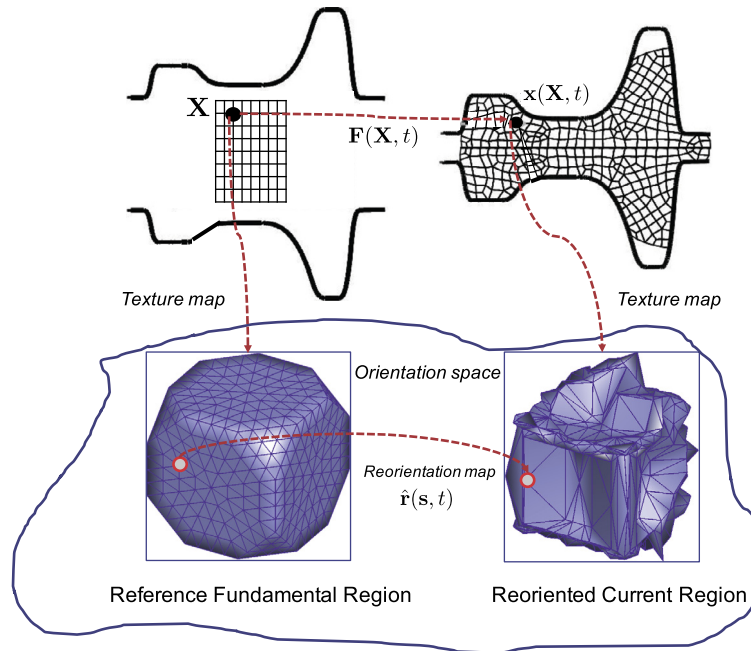 X
x(X, t)
F(X, t)
Texture map
Texture map
Orientation space
Reorientation map
r̂(s, t)
Reference Fundamental Region
Reoriented Current Region